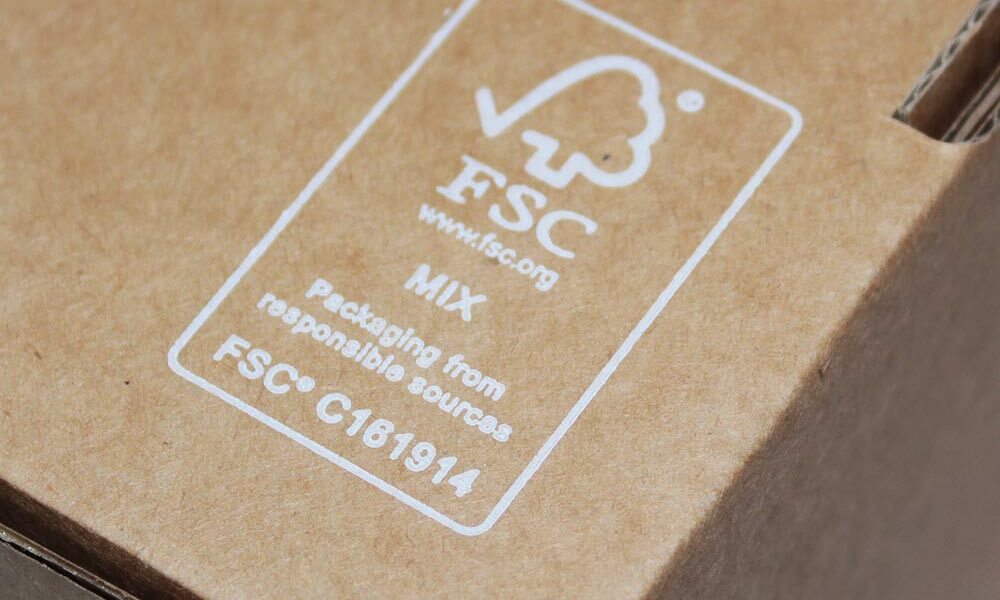 ®
FSC
www.fsc.org
MIX
Packaging from
responsible sources
FSC® C161914